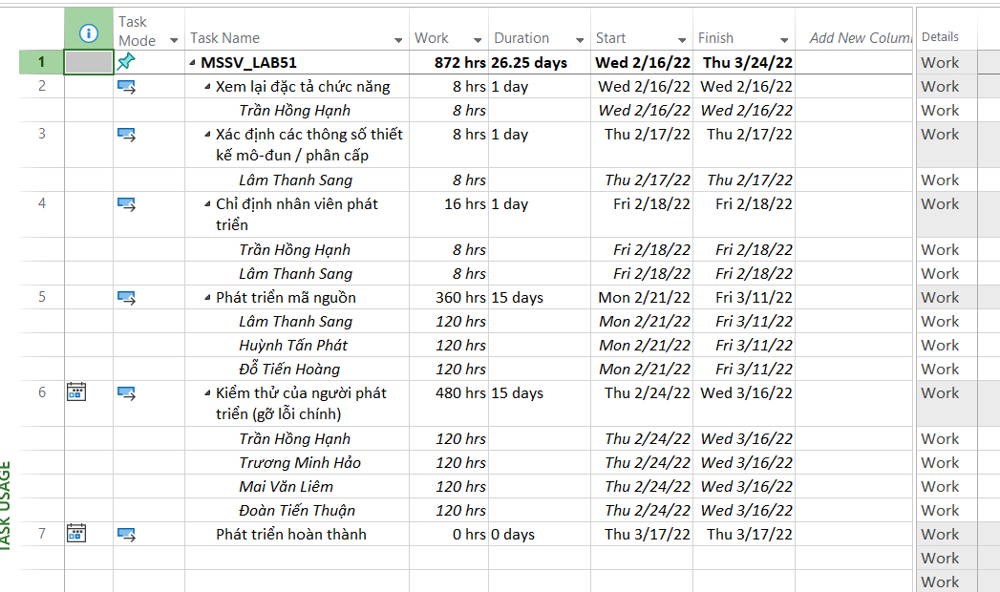 Task Mode Task Name Work Duration Start Finish Add New Colum Details
1 MSSV_LAB51 872 hrs 26.25 days Wed 2/16/22 Thu 3/24/22 Work
2 Xem lại đặc tả chức năng 8 hrs 1 day Wed 2/16/22 Wed 2/16/22 Work
Trần Hồng Hạnh 8 hrs Wed 2/16/22 Wed 2/16/22 Work
3 Xác định các thông số thiết 8 hrs 1 day Thu 2/17/22 Thu 2/17/22 Work
kế mô-đun / phân cấp
Lâm Thanh Sang 8 hrs Thu 2/17/22 Thu 2/17/22 Work
4 Chỉ định nhân viên phát 16 hrs 1 day Fri 2/18/22 Fri 2/18/22 Work
triển
Trần Hồng Hạnh 8 hrs Fri 2/18/22 Fri 2/18/22 Work
Lâm Thanh Sang 8 hrs Fri 2/18/22 Fri 2/18/22 Work
5 Phát triển mã nguồn 360 hrs 15 days Mon 2/21/22 Fri 3/11/22 Work
Lâm Thanh Sang 120 hrs Mon 2/21/22 Fri 3/11/22 Work
Huỳnh Tấn Phát 120 hrs Mon 2/21/22 Fri 3/11/22 Work
Đỗ Tiến Hoàng 120 hrs Mon 2/21/22 Fri 3/11/22 Work
6 Kiểm thử của người phát 480 hrs 15 days Thu 2/24/22 Wed 3/16/22 Work
triển (gỡ lỗi chính)
Trần Hồng Hạnh 120 hrs Thu 2/24/22 Wed 3/16/22 Work
Trương Minh Hảo 120 hrs Thu 2/24/22 Wed 3/16/22 Work
Mai Văn Liêm 120 hrs Thu 2/24/22 Wed 3/16/22 Work
Đoàn Tiến Thuận 120 hrs Thu 2/24/22 Wed 3/16/22 Work
7 Phát triển hoàn thành 0 hrs 0 days Thu 3/17/22 Thu 3/17/22 Work
Work
Work
TASK USAGE